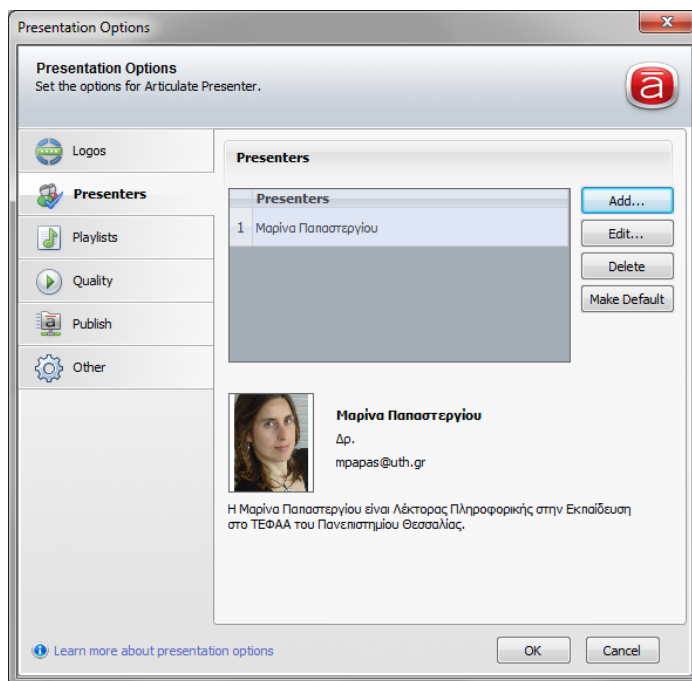 Presentation Options
Presentation Options
Set the options for Articulate Presenter.
ā
Logos
Presenters
Playlists
Quality
Publish
Other
Presenters
Presenters
1 Μαρίνα Παπαστεργίου
Add...
Edit...
Delete
Make Default
Μαρίνα Παπαστεργίου
Δρ.
mpapas@uth.gr
Η Μαρίνα Παπαστεργίου είναι Λέκτορας Πληροφορικής στην Εκπαίδευση
στο ΤΕΦΑΑ του Πανεπιστημίου Θεσσαλίας.
Learn more about presentation options
OK
Cancel